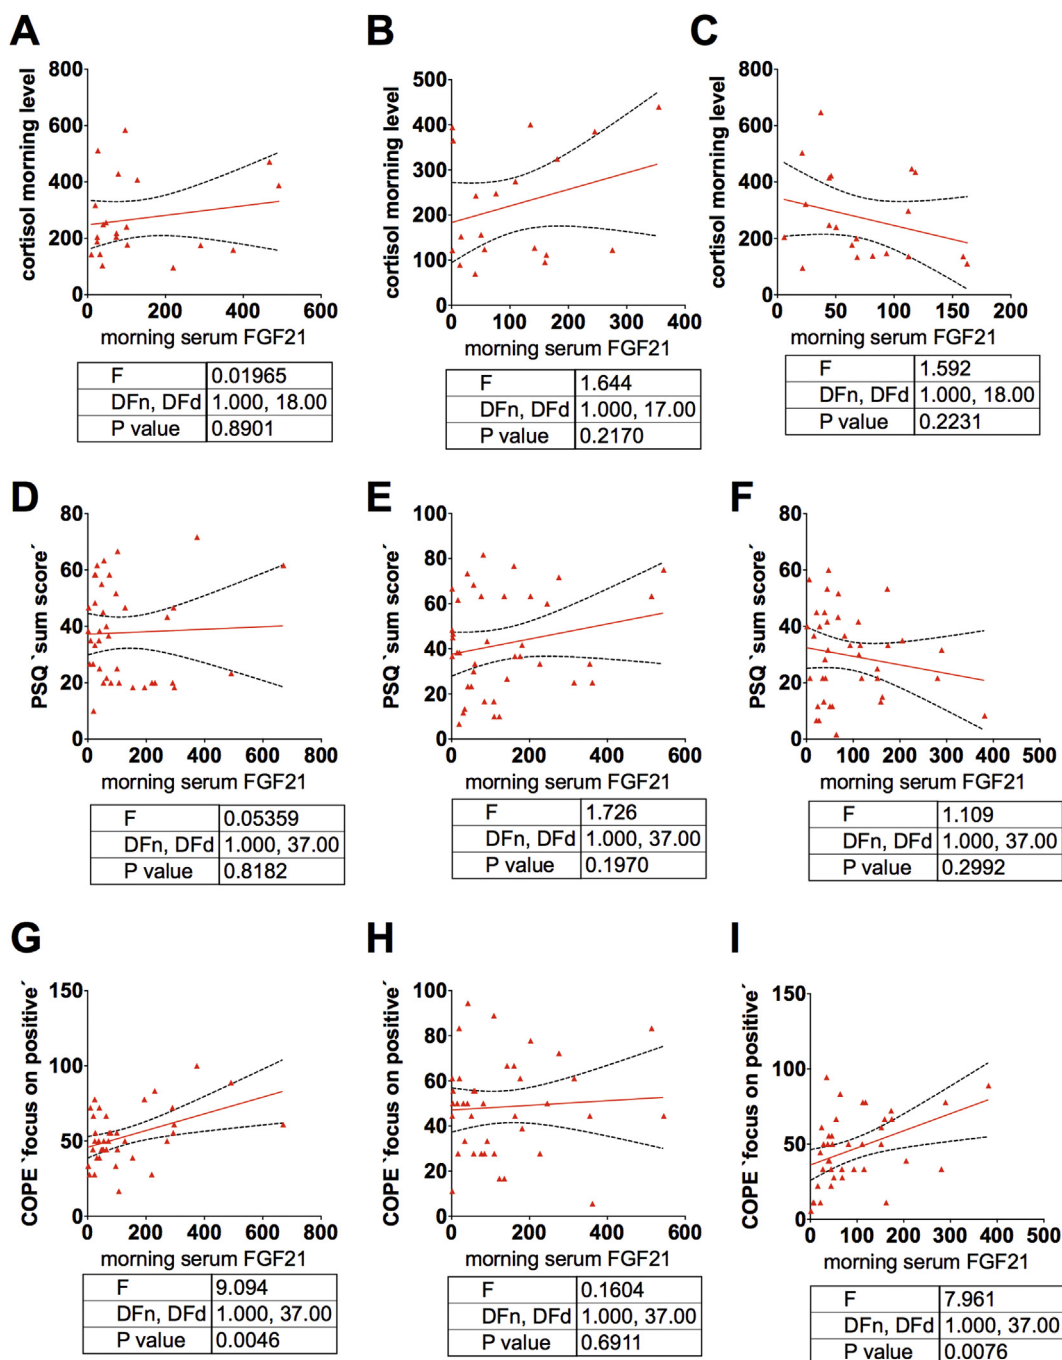 A
B
C
cortisol morning level
800
600
400
200
0
0 200 400 600
morning serum FGF21
cortisol morning level
500
400
300
200
100
0
0 100 200 300 400
morning serum FGF21
cortisol morning level
800
600
400
200
0
0 50 100 150 200
morning serum FGF21
F 0.01965
DFn, DFd 1.000, 18.00
P value 0.8901
F 1.644
DFn, DFd 1.000, 17.00
P value 0.2170
F 1.592
DFn, DFd 1.000, 18.00
P value 0.2231
D
E
F
PSQ `sum score´
80
60
40
20
0
0 200 400 600 800
morning serum FGF21
PSQ `sum score´
100
80
60
40
20
0
0 200 400 600
morning serum FGF21
PSQ `sum score´
80
60
40
20
0
0 100 200 300 400 500
morning serum FGF21
F 0.05359
DFn, DFd 1.000, 37.00
P value 0.8182
F 1.726
DFn, DFd 1.000, 37.00
P value 0.1970
F 1.109
DFn, DFd 1.000, 37.00
P value 0.2992
G
H
I
COPE `focus on positive´
150
100
50
0
0 200 400 600 800
morning serum FGF21
COPE `focus on positive´
100
80
60
40
20
0
0 200 400 600
morning serum FGF21
COPE `focus on positive´
150
100
50
0
0 100 200 300 400 500
morning serum FGF21
F 9.094
DFn, DFd 1.000, 37.00
P value 0.0046
F 0.1604
DFn, DFd 1.000, 37.00
P value 0.6911
F 7.961
DFn, DFd 1.000, 37.00
P value 0.0076